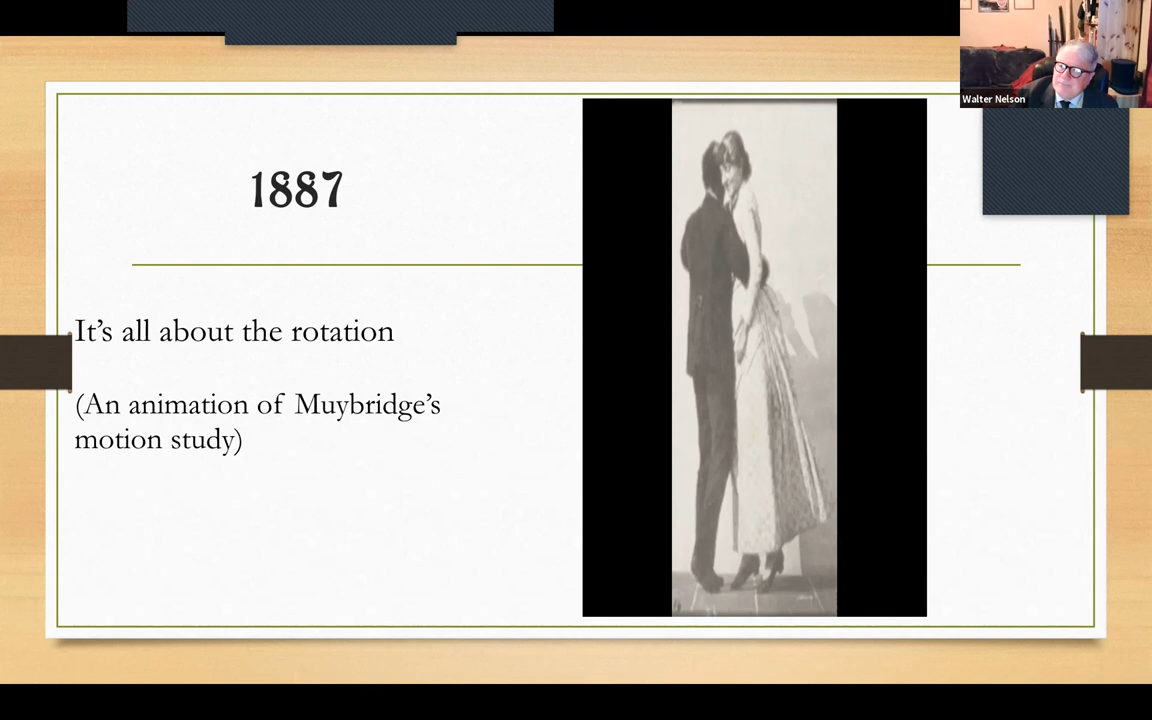 Walter Nelson
1887
It's all about the rotation
(An animation of Muybridge's
motion study)